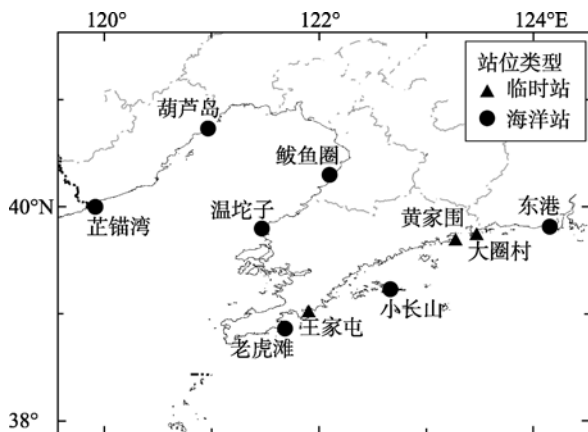 120°
122°
124°E
站位类型
临时站
海洋站
葫芦岛
鲅鱼圈
40°N
芷锚湾
温坨子
黄家围
东港
大圈村
小长山
王家屯
老虎滩
38°